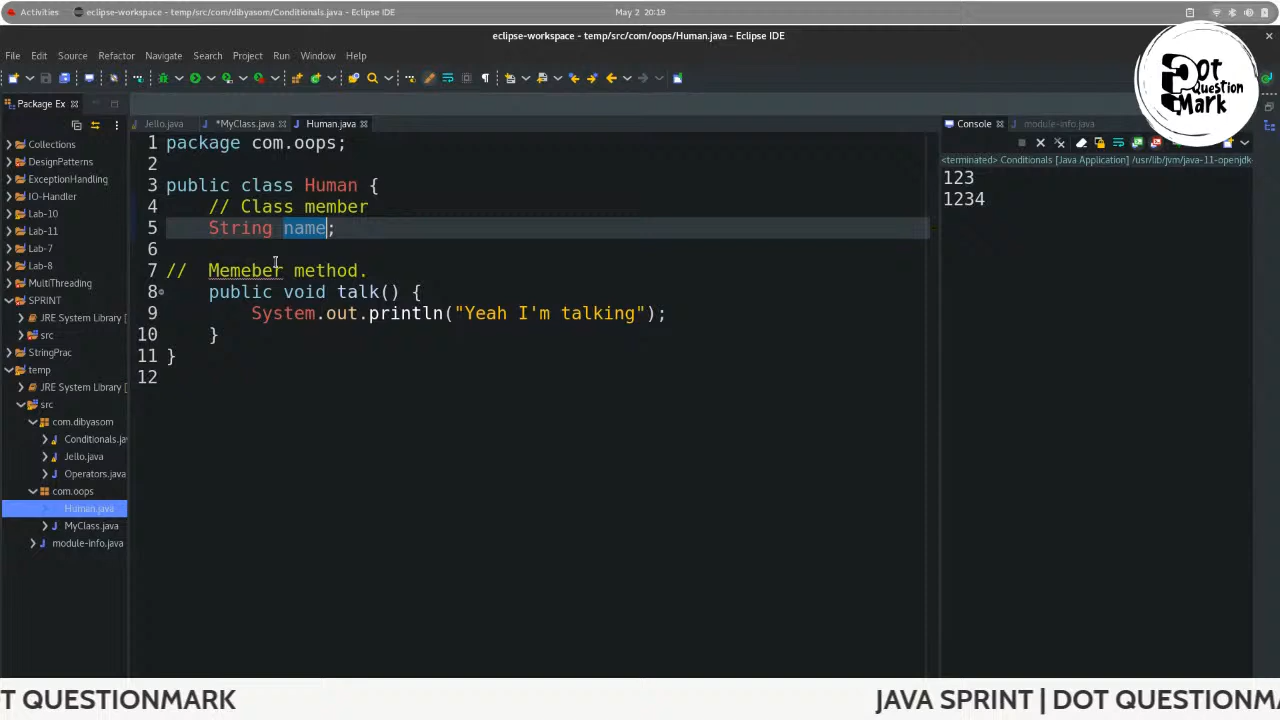 Activities
eclipse-workspace - temp/src/com/dibyasom/Conditionals.java - Eclipse IDE
May 2 20:19
eclipse-workspace - temp/src/com/oops/Human.java - Eclipse IDE
File Edit Source Refactor Navigate Search Project Run Window Help
Dot Question Mark
Package Ex
Jello.java
*MyClass.java
Human.java
Console
module-info.java
<terminated> Conditionals [Java Application] /usr/lib/jvm/java-11-openjdk
123
1234
Collections
DesignPatterns
ExceptionHandling
IO-Handler
Lab-10
Lab-11
Lab-7
Lab-8
MultiThreading
SPRINT
JRE System Library [
src
StringPrac
temp
JRE System Library [
src
com.dibyasom
Conditionals.ja
Jello.java
Operators.java
com.oops
Human.java
MyClass.java
module-info.java
1 package com.oops;
2
3 public class Human {
4 // Class member
5 String name;
6
7 // Memeber method.
8 public void talk() {
9 System.out.println("Yeah I'm talking");
10 }
11 }
12
OT QUESTIONMARK
JAVA SPRINT | DOT QUESTIONMA